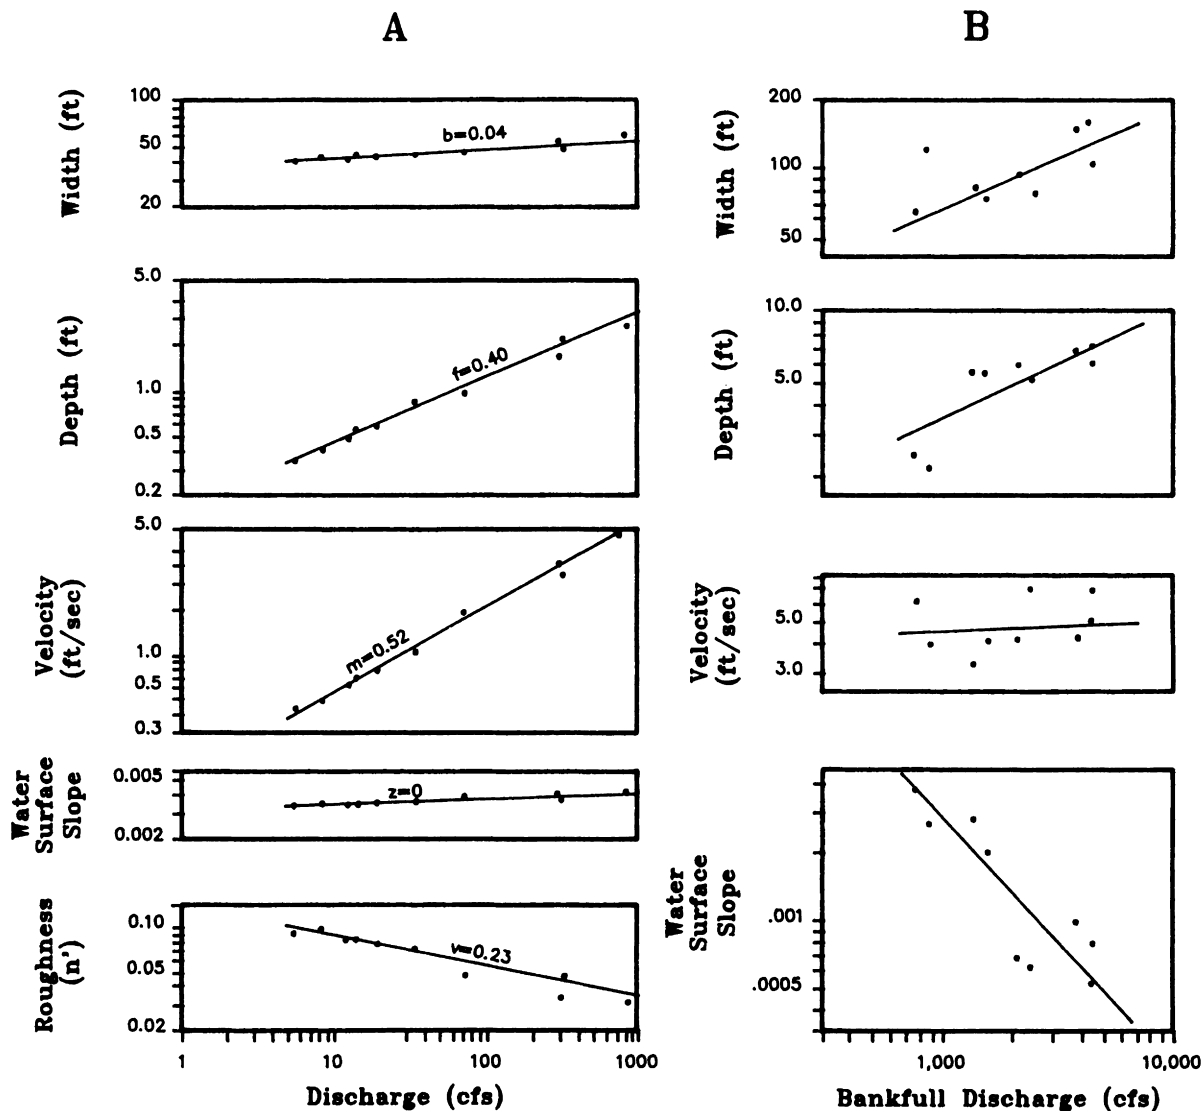 A
Width (ft)
100
50
20
b=0.04
Depth (ft)
5.0
1.0
0.5
0.2
f=0.40
Velocity
(ft/sec)
5.0
1.0
0.5
0.3
m=0.52
Water
Surface
Slope
0.005
0.002
z=0
Roughness
(n')
0.10
0.05
0.02
v=0.23
1
10
100
1000
Discharge (cfs)
B
Width (ft)
200
100
50
Depth (ft)
10.0
5.0
Velocity
(ft/sec)
5.0
3.0
Water
Surface
Slope
.001
.0005
1,000
10,000
Bankfull Discharge (cfs)